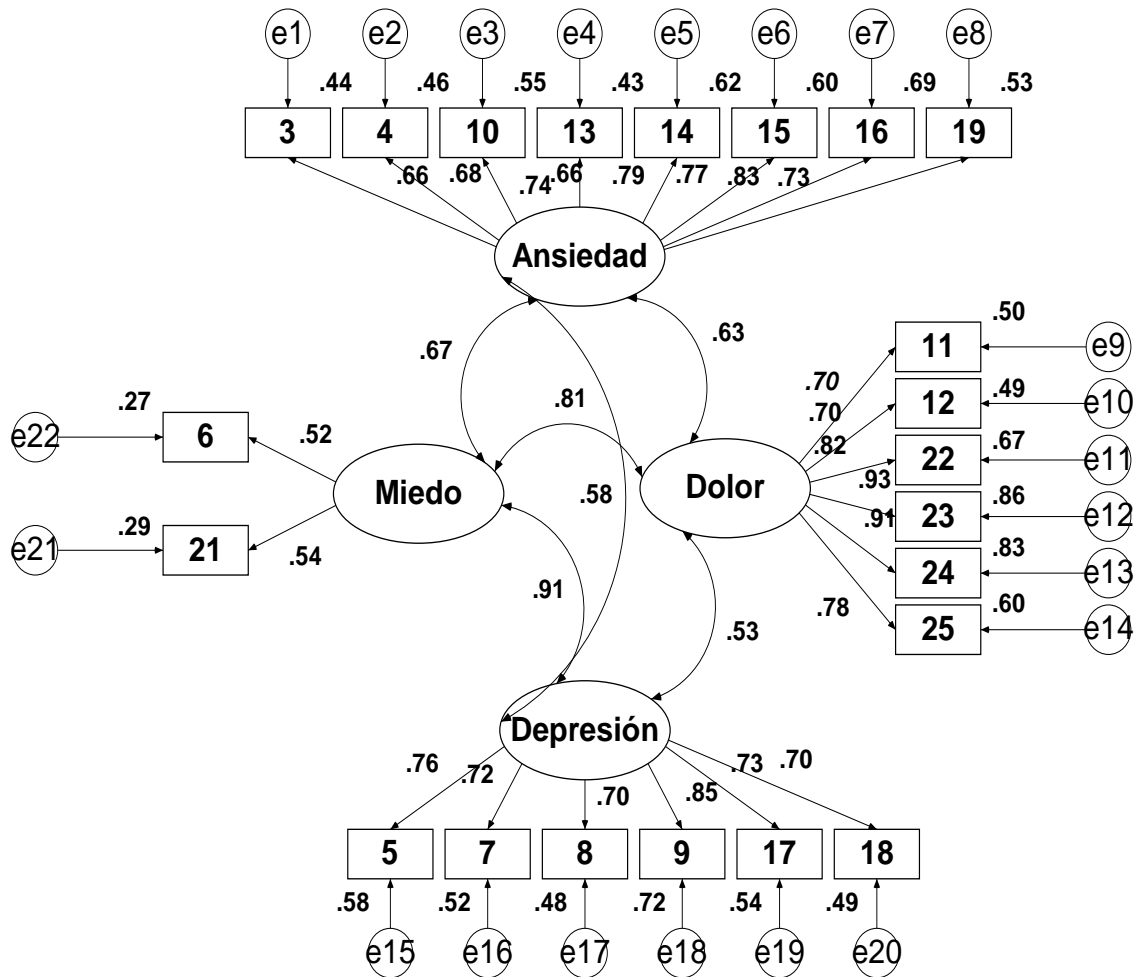 e1 e2 e3 e4 e5 e6 e7 e8
.44 .46 .55 .43 .62 .60 .69 .53
3 4 10 13 14 15 16 19
.66 .68 .74 .66 .79 .77 .83 .73
Ansiedad
.67 .63
.50
11 e9
.70
.27 .81 .70 12 .49 e10
e22 6 .52 .82 22 .67 e11
Miedo .58 Dolor .93
.29 .91 23 .86 e12
e21 21 .54 24 .83 e13
.91 .78 .60
.53 25 e14
Depresión
.76 .72 .70 .85 .73 .70
5 7 8 9 17 18
.58 .52 .48 .72 .54 .49
e15 e16 e17 e18 e19 e20